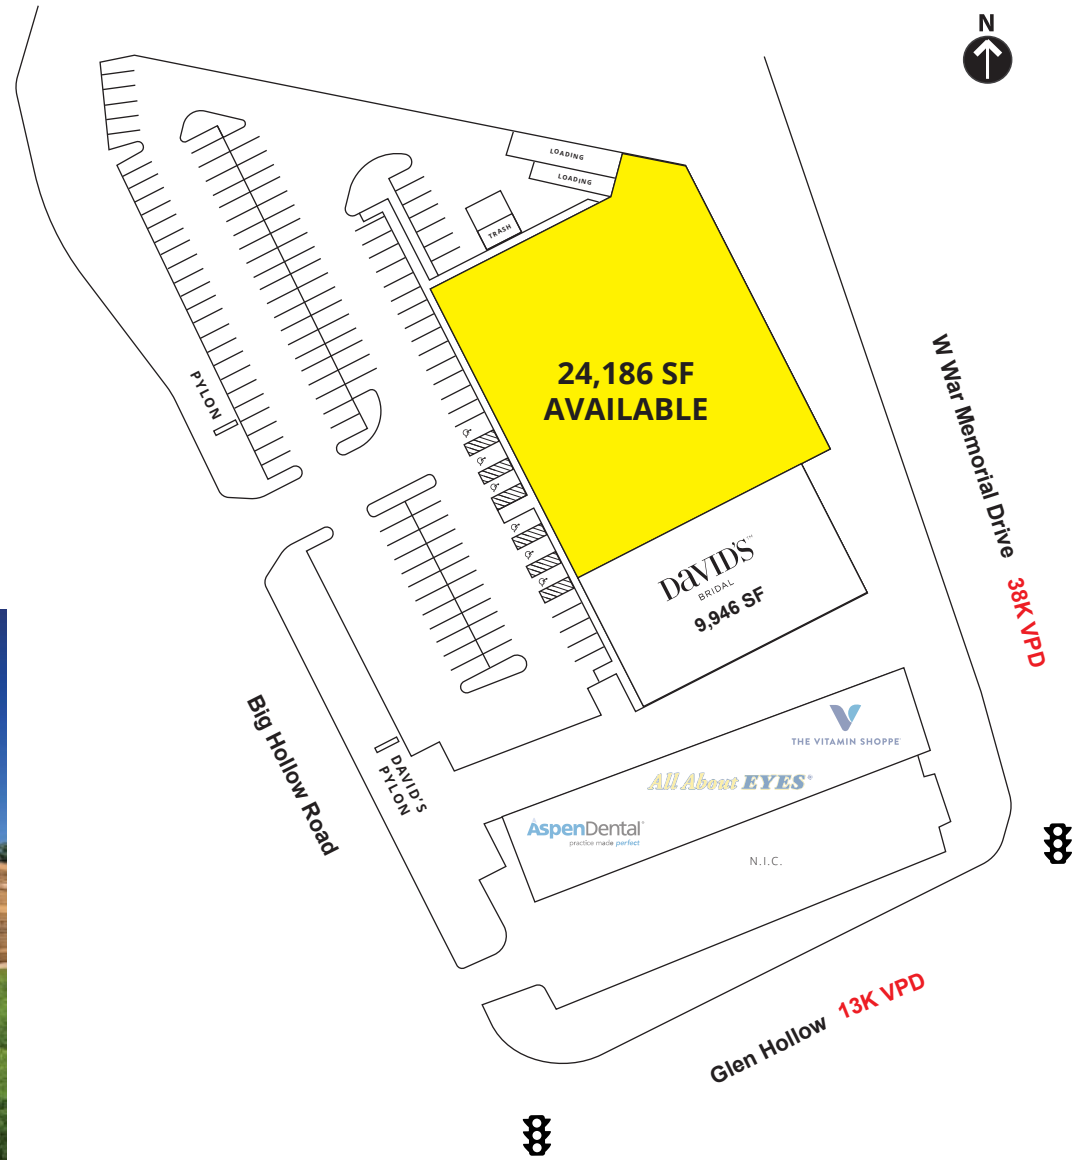 N
LOADING
LOADING
TRASH
24,186 SF
AVAILABLE
PYLON
W War Memorial Drive 38K VPD
DAVID'S™
BRIDAL
9,946 SF
Big Hollow Road
DAVID'S
PYLON
THE VITAMIN SHOPPE
All About EYES®
AspenDental®
practice made perfect
N.I.C.
Glen Hollow 13K VPD